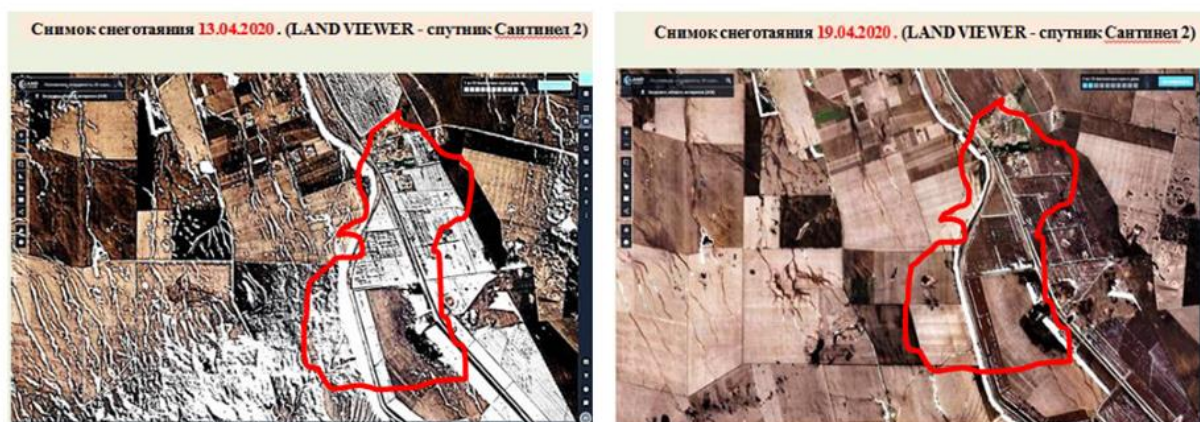 Снимок снеготаяния 13.04.2020 . (LAND VIEWER - спутник Сантинел 2)
Снимок снеготаяния 19.04.2020 . (LAND VIEWER - спутник Сантинел 2)